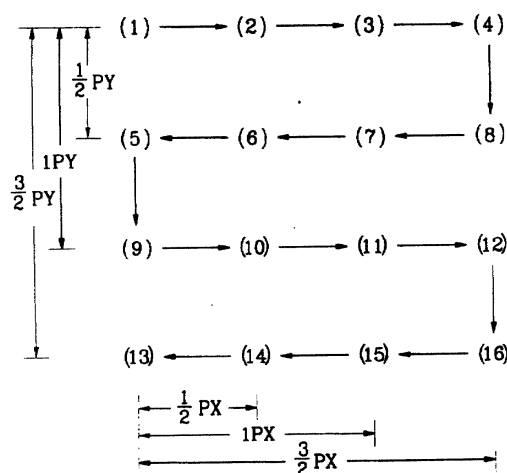 (1) (2) (3) (4)
1/2 PY
(5) (6) (7) (8)
1PY
3/2 PY
(9) (10) (11) (12)
(13) (14) (15) (16)
1/2 PX
1PX
3/2 PX